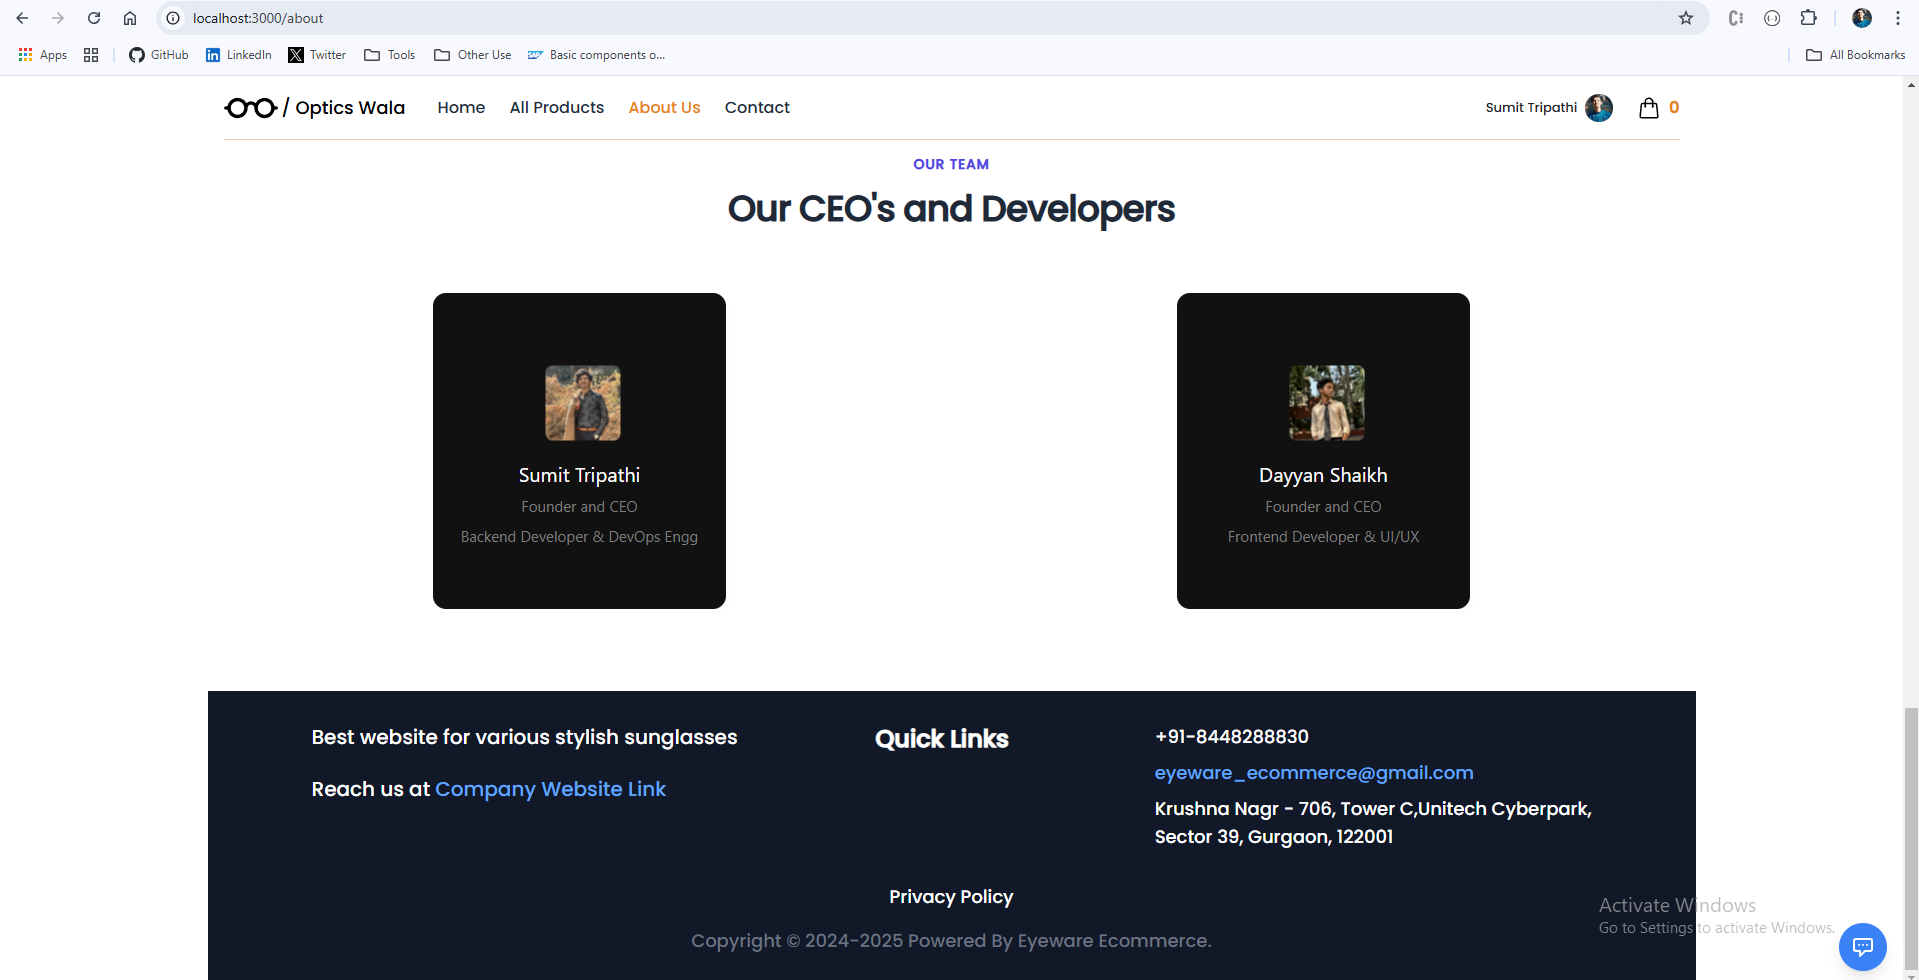 localhost:3000/about
Apps GitHub LinkedIn Twitter Tools Other Use Basic components o... All Bookmarks
/ Optics Wala Home All Products About Us Contact Sumit Tripathi 0
OUR TEAM
Our CEO's and Developers
Sumit Tripathi
Founder and CEO
Backend Developer & DevOps Engg
Dayyan Shaikh
Founder and CEO
Frontend Developer & UI/UX
Best website for various stylish sunglasses
Reach us at Company Website Link
Quick Links
+91-8448288830
eyeware_ecommerce@gmail.com
Krushna Nagr - 706, Tower C,Unitech Cyberpark,
Sector 39, Gurgaon, 122001
Privacy Policy
Copyright © 2024-2025 Powered By Eyeware Ecommerce.
Activate Windows
Go to Settings to activate Windows.